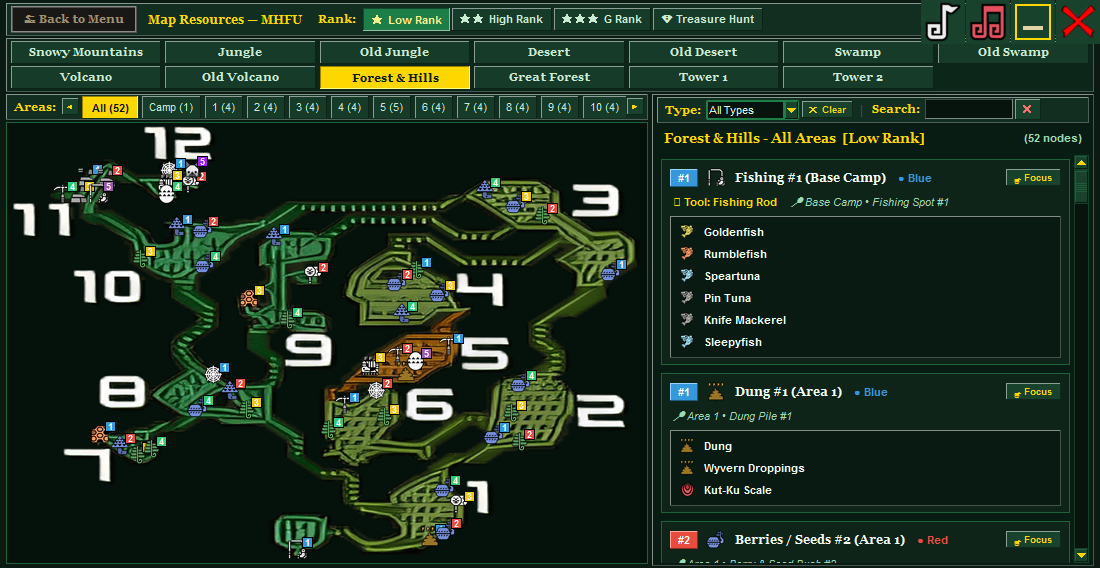 Back to Menu Map Resources — MHFU Rank: Low Rank High Rank G Rank Treasure Hunt
Snowy Mountains Jungle Old Jungle Desert Old Desert Swamp Old Swamp
Volcano Old Volcano Forest & Hills Great Forest Tower 1 Tower 2
Areas: All (52) Camp (1) 1 (4) 2 (4) 3 (4) 4 (4) 5 (5) 6 (4) 7 (4) 8 (4) 9 (4) 10 (4)
Type: All Types Clear Search:
Forest & Hills - All Areas [Low Rank] (52 nodes)
12
11
10
9
8
7
6
5
4
3
2
1
#1 Fishing #1 (Base Camp) • Blue Focus
Tool: Fishing Rod Base Camp • Fishing Spot #1
Goldenfish
Rumblefish
Speartuna
Pin Tuna
Knife Mackerel
Sleepyfish
#1 Dung #1 (Area 1) • Blue Focus
Area 1 • Dung Pile #1
Dung
Wyvern Droppings
Kut-Ku Scale
#2 Berries / Seeds #2 (Area 1) • Red Focus